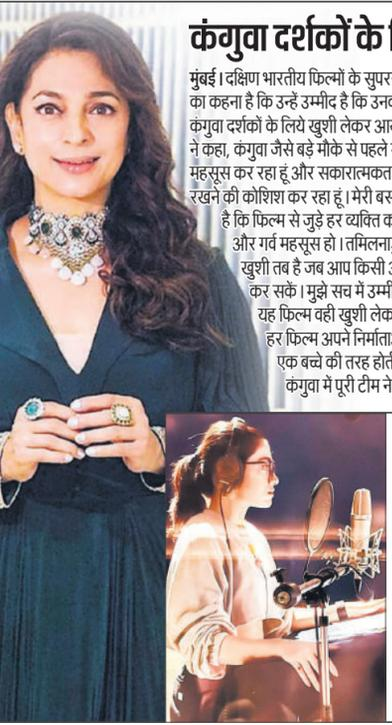 कंगुवा दर्शकों के
मुंबई। दक्षिण भारतीय फिल्मों के सुपर
का कहना है कि उन्हें उम्मीद है कि उन
कंगुवा दर्शकों के लिये खुशी लेकर आ
ने कहा, कंगुवा जैसे बड़े मौके से पहले
महसूस कर रहा हूं और सकारात्मकत
रखने की कोशिश कर रहा हूं। मेरी बस
है कि फिल्म से जुड़े हर व्यक्ति क
और गर्व महसूस हो। तमिलना
खुशी तब है जब आप किसी
कर सकें। मुझे सच में उम्मी
यह फिल्म वही खुशी लेक
हर फिल्म अपने निर्माता
एक बच्चे की तरह होती
कंगुवा में पूरी टीम ने